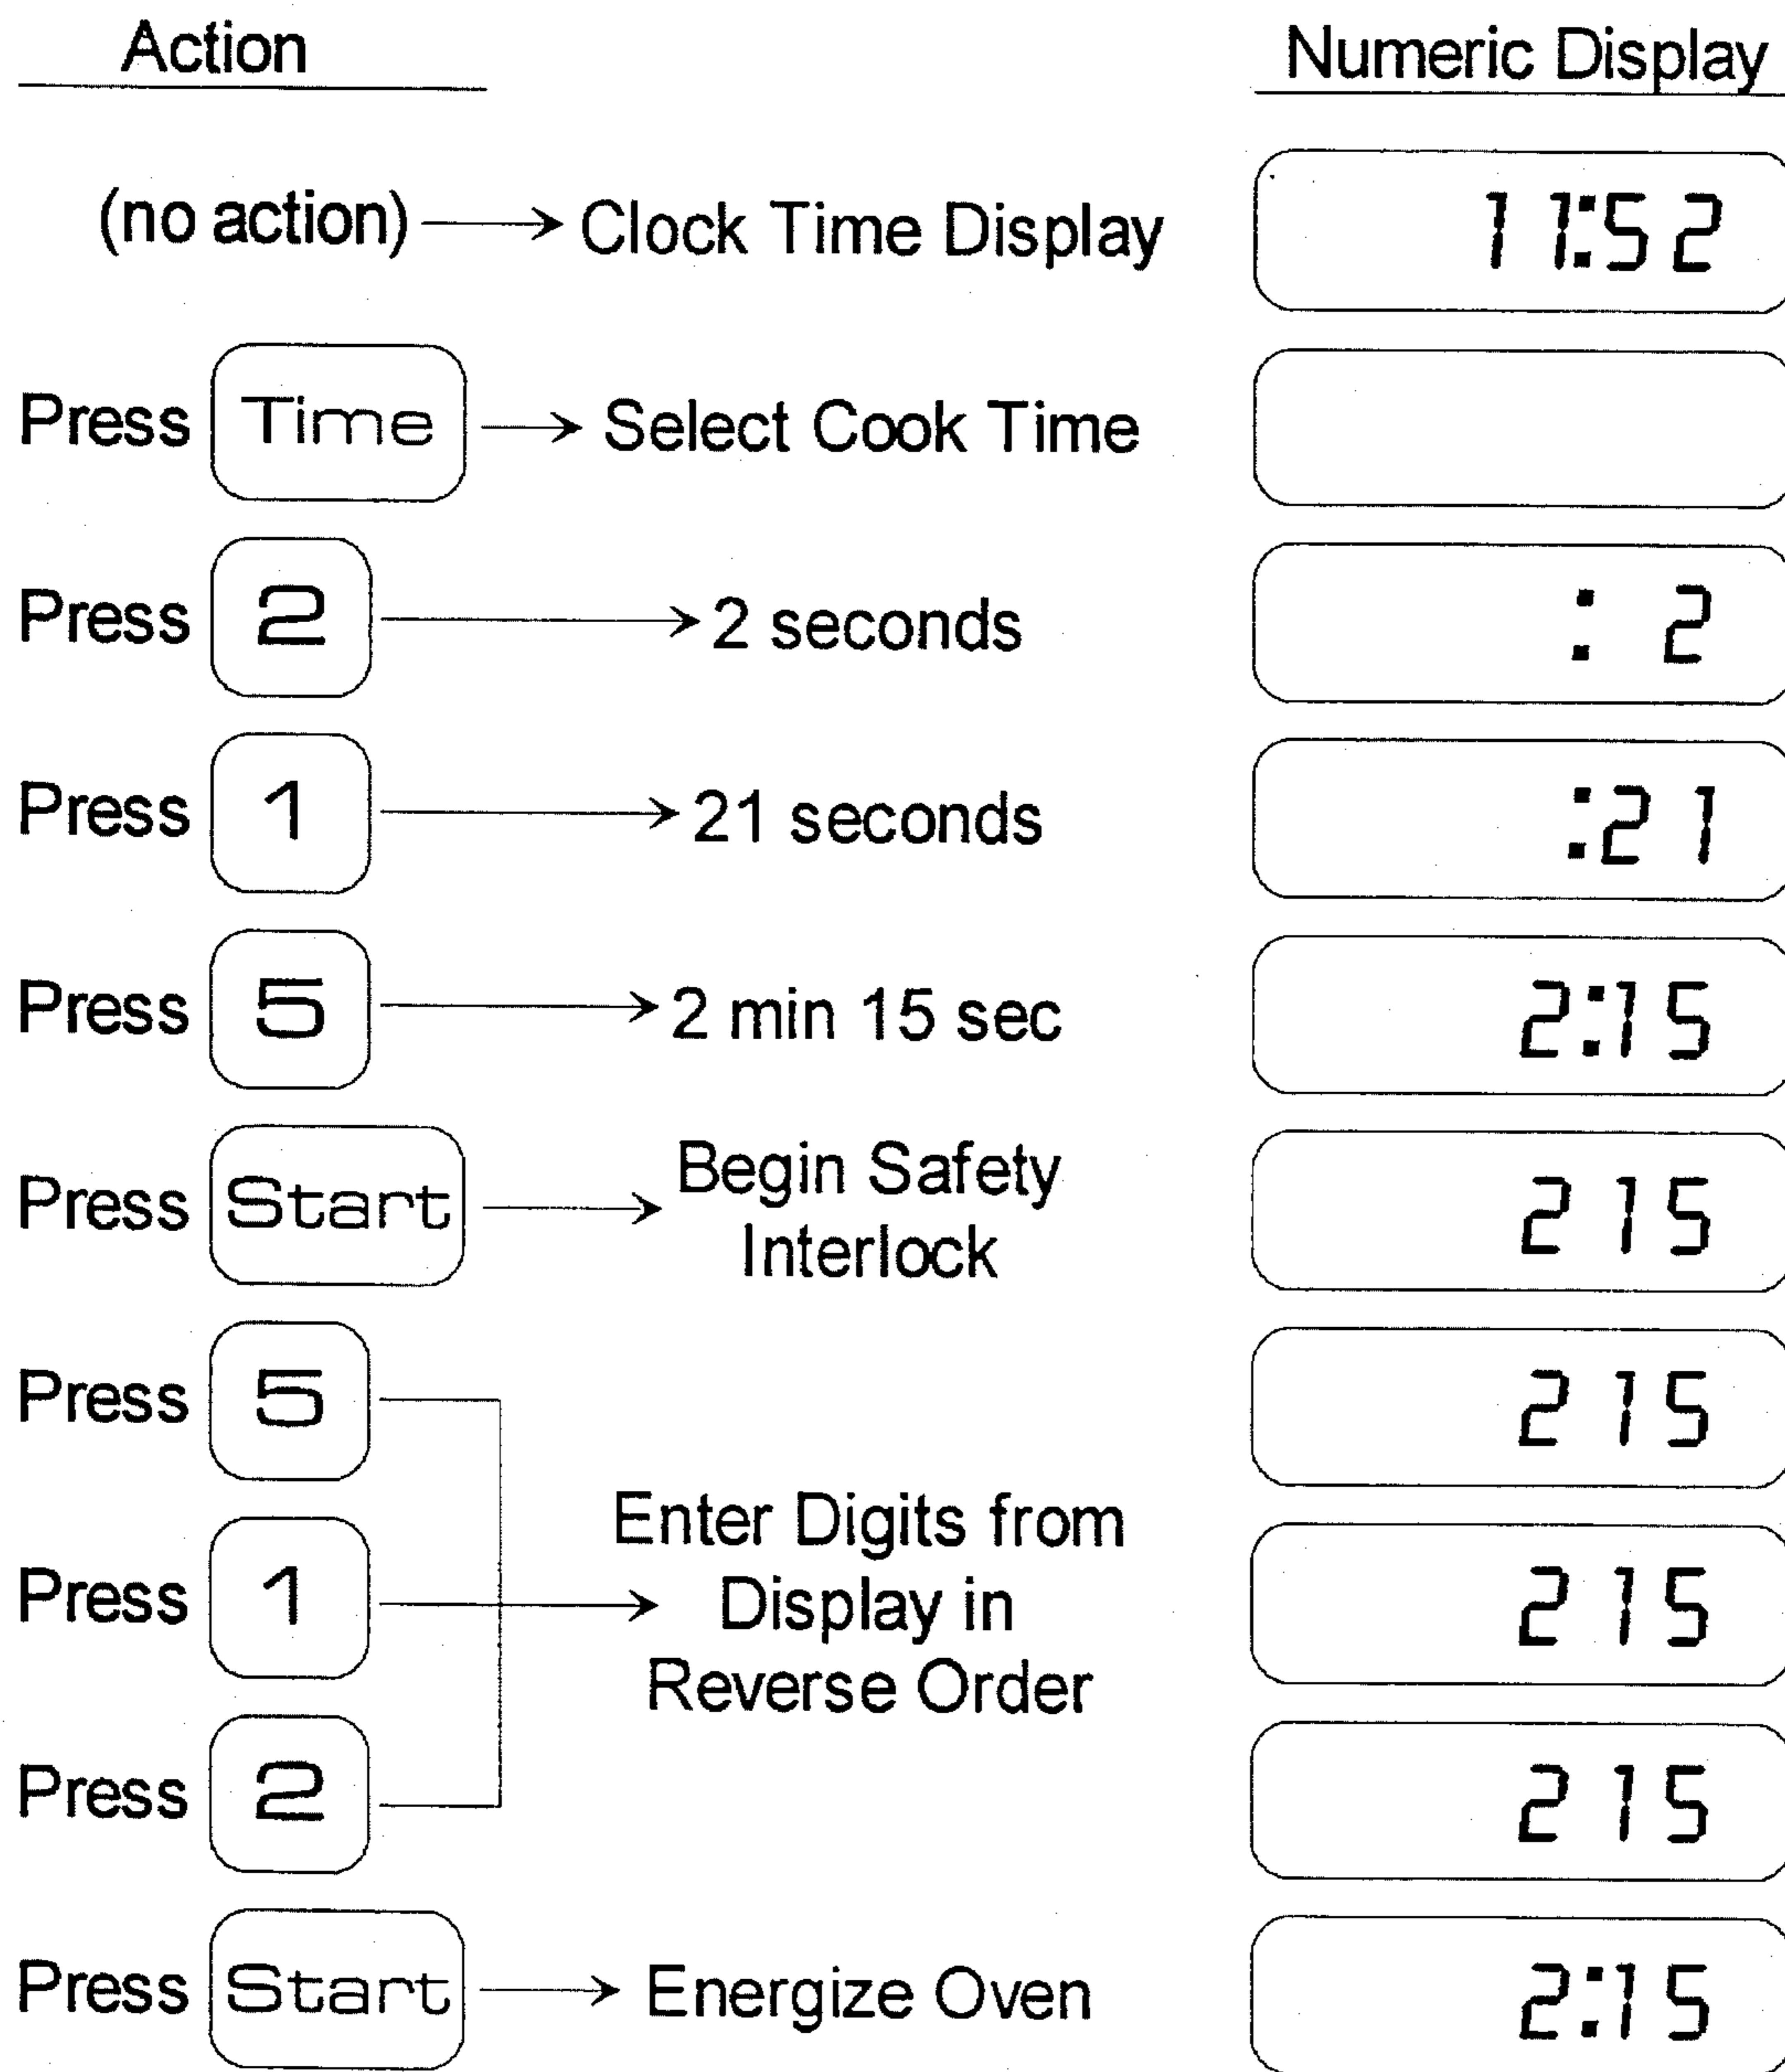 Action Numeric Display
(no action) Clock Time Display 11:52
Press Time Select Cook Time
Press 2 2 seconds : 2
Press 1 21 seconds :21
Press 5 2 min 15 sec 2:15
Press Start Begin Safety Interlock 215
Press 5 215
Press 1 Enter Digits from Display in Reverse Order 215
Press 2 215
Press Start Energize Oven 2:15